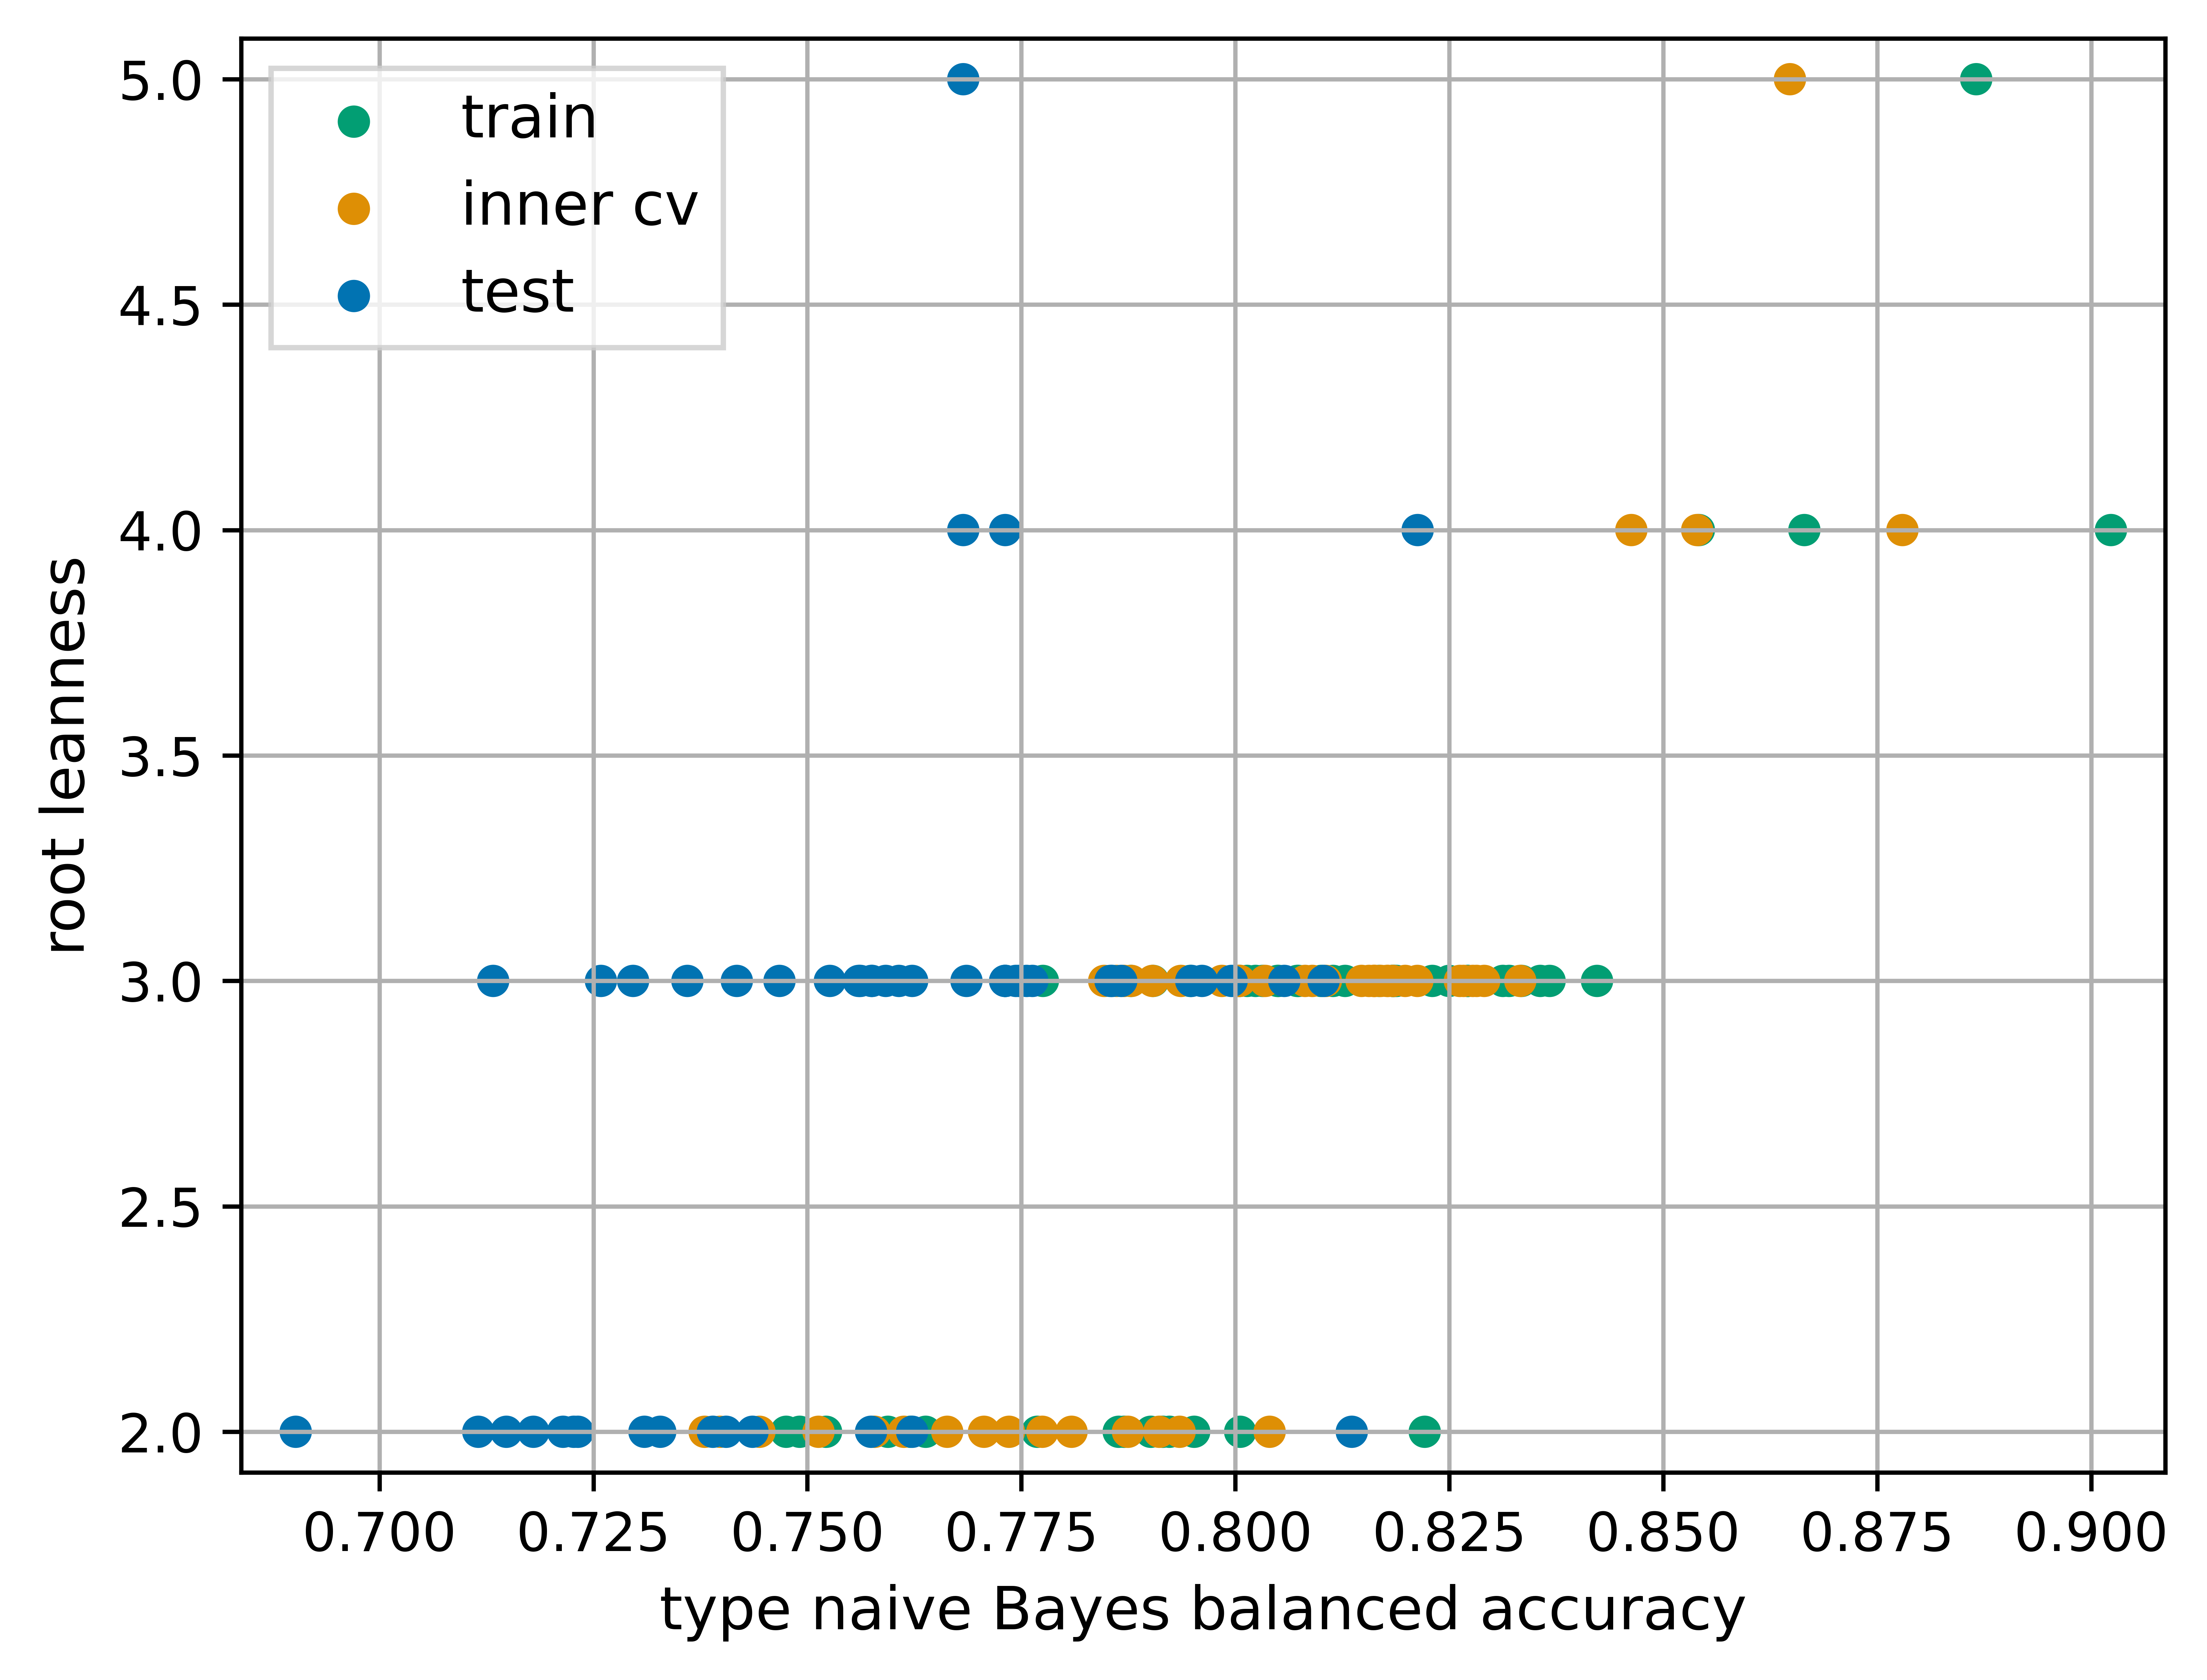 train
inner cv
test
5.0
4.5
4.0
3.5
3.0
2.5
2.0
root leanness
0.700 0.725 0.750 0.775 0.800 0.825 0.850 0.875 0.900
type naive Bayes balanced accuracy